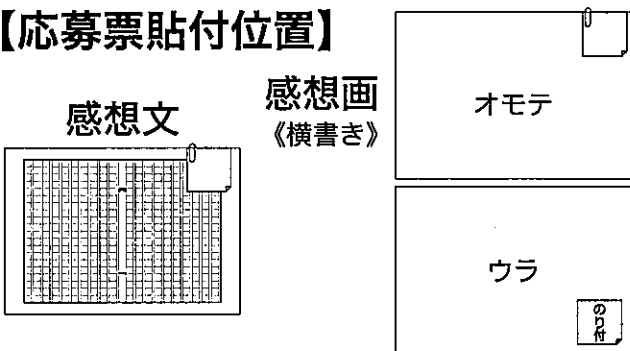 【応募票貼付位置】
感想文
感想画
《横書き》
オモテ
ウラ
のり付